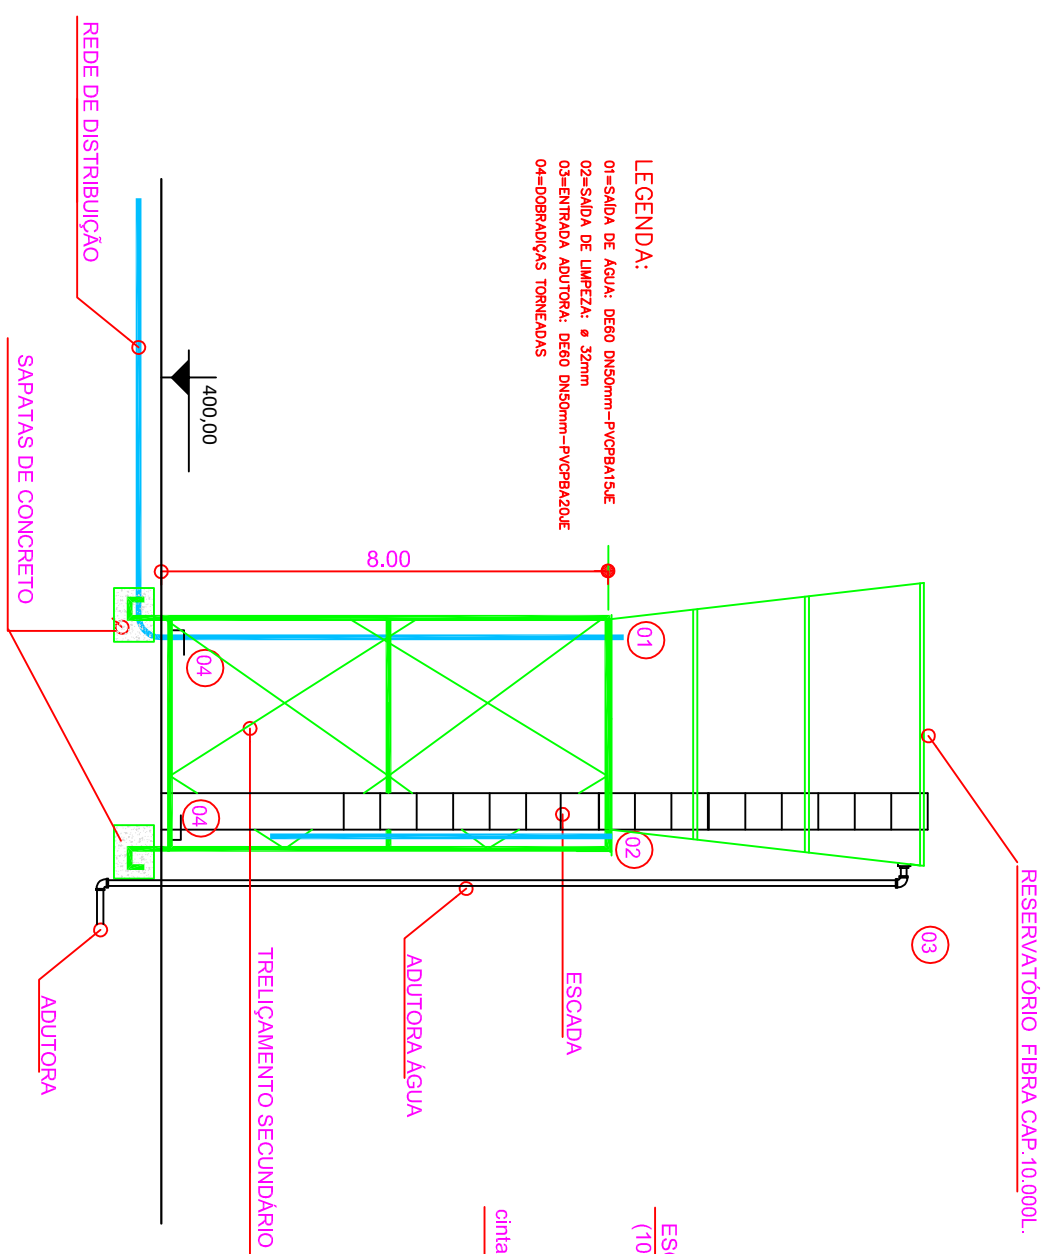 LEGENDA:
01=SAÍDA DE ÁGUA: DE60 DN50mm-PVCPBA15JE
02=SAÍDA DE LIMPEZA: ø 32mm
03=ENTRADA ADUTORA: DE60 DN50mm-PVCPBA20JE
04=DOBRADIÇAS TORNEADAS
REDE DE DISTRIBUIÇÃO
400,00
SAPATAS DE CONCRETO
8.00
01
04
04
02
03
RESERVATÓRIO FIBRA CAP.10.000L.
ESCADA
ADUTORA ÁGUA
TRELIÇAMENTO SECUNDÁRIO
ADUTORA
cinta
(10